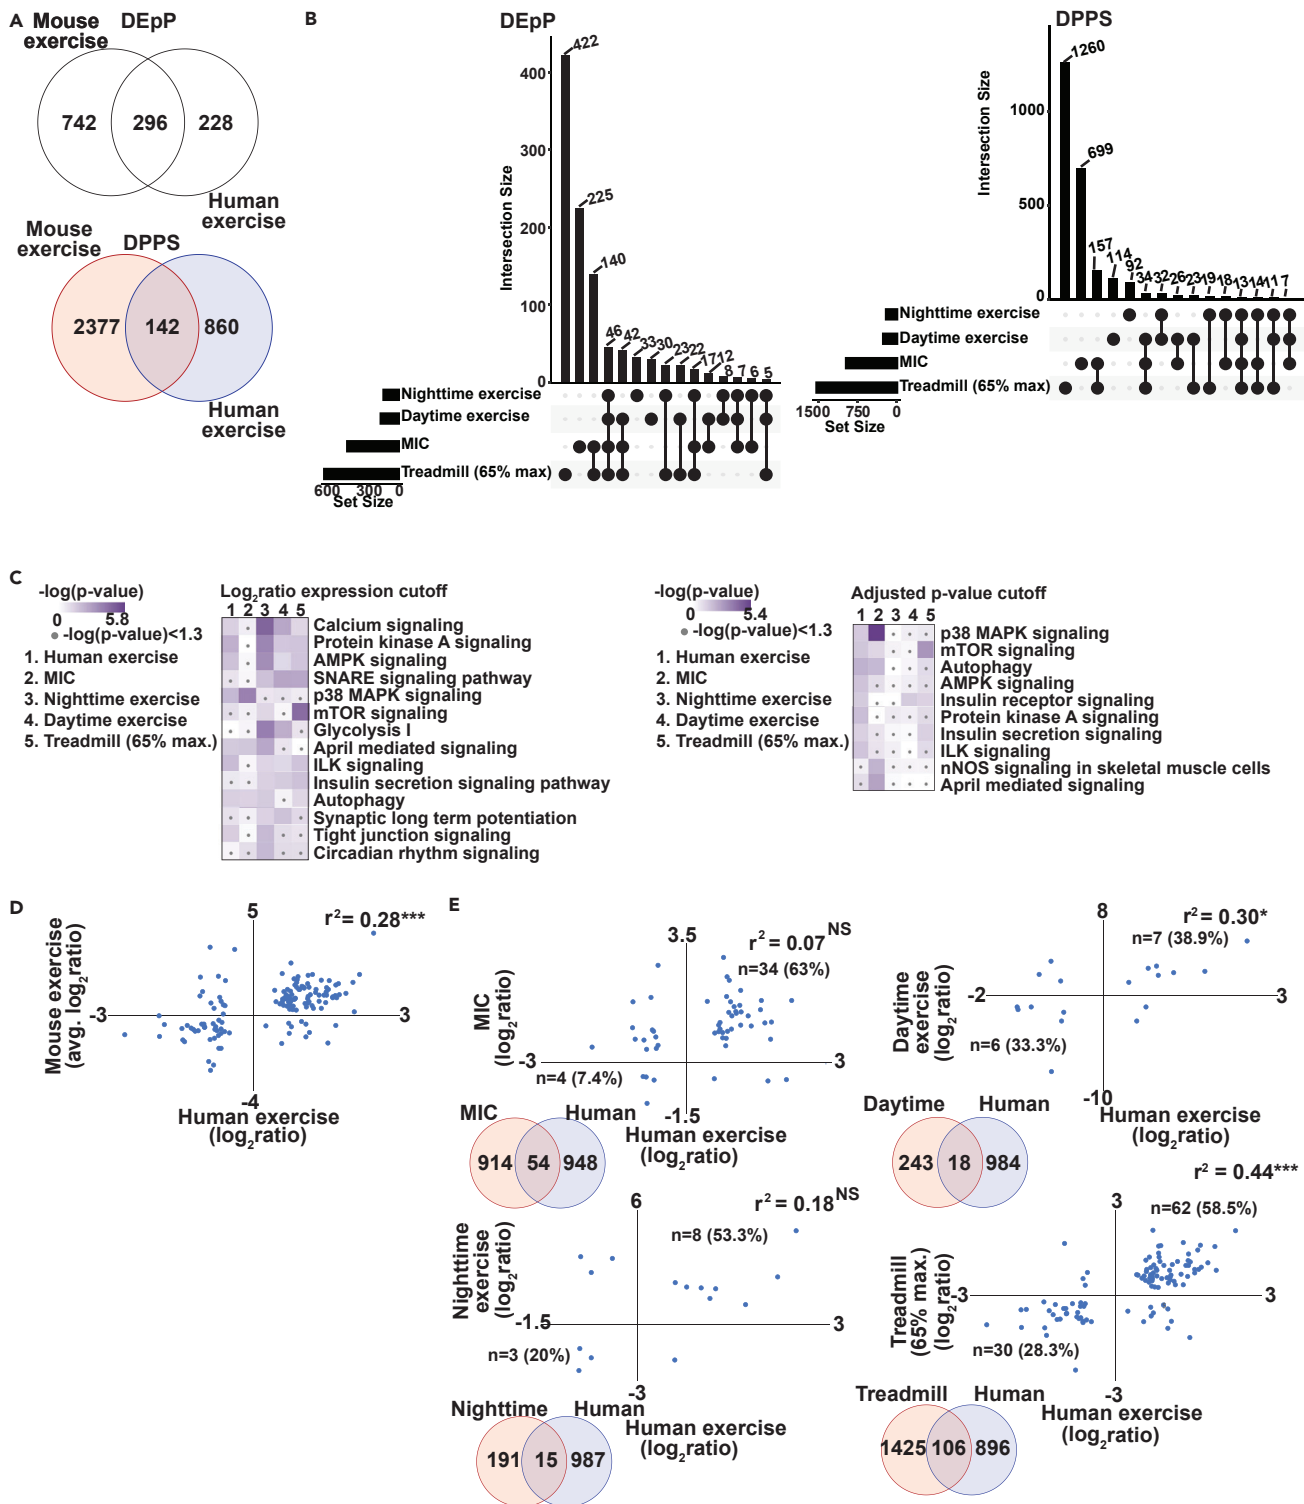 A
Mouse
exercise
DEpP
742
296
228
Human
exercise
Mouse
exercise
DPPS
2377
142
860
Human
exercise
B
DEpP
Intersection Size
400
300
200
100
0
422
225
140
46
42
33
30
23
22
17
12
8
7
6
5
Nighttime exercise
Daytime exercise
MIC
Treadmill (65% max)
600 300 0
Set Size
DPPS
Intersection Size
1000
500
0
1260
699
157
114
92
34
32
26
23
19
18
13
14
11
7
Nighttime exercise
Daytime exercise
MIC
Treadmill (65% max)
1500 750 0
Set Size
C
-log(p-value)
0 5.8
-log(p-value)<1.3
1. Human exercise
2. MIC
3. Nighttime exercise
4. Daytime exercise
5. Treadmill (65% max.)
Log2ratio expression cutoff
1 2 3 4 5
Calcium signaling
Protein kinase A signaling
AMPK signaling
SNARE signaling pathway
p38 MAPK signaling
mTOR signaling
Glycolysis I
April mediated signaling
ILK signaling
Insulin secretion signaling pathway
Autophagy
Synaptic long term potentiation
Tight junction signaling
Circadian rhythm signaling
-log(p-value)
0 5.4
-log(p-value)<1.3
1. Human exercise
2. MIC
3. Nighttime exercise
4. Daytime exercise
5. Treadmill (65% max.)
Adjusted p-value cutoff
1 2 3 4 5
p38 MAPK signaling
mTOR signaling
Autophagy
AMPK signaling
Insulin receptor signaling
Protein kinase A signaling
Insulin secretion signaling
ILK signaling
nNOS signaling in skeletal muscle cells
April mediated signaling
D
Mouse exercise
(avg. log2ratio)
5
r² = 0.28***
-3
3
-4
Human exercise
(log2ratio)
E
MIC
(log2ratio)
3.5
r² = 0.07 NS
n=34 (63%)
-3
3
n=4 (7.4%)
-1.5
Human exercise
(log2ratio)
MIC
Human
914
54
948
Daytime
exercise
(log2ratio)
8
r² = 0.30*
n=7 (38.9%)
-2
3
n=6 (33.3%)
-10
Human exercise
(log2ratio)
Daytime
Human
243
18
984
Nighttime
exercise
(log2ratio)
6
r² = 0.18 NS
n=8 (53.3%)
-1.5
3
n=3 (20%)
-3
Human exercise
(log2ratio)
Nighttime
Human
191
15
987
Treadmill
(65% max.)
(log2ratio)
3
r² = 0.44***
n=62 (58.5%)
-3
3
n=30 (28.3%)
-3
Human exercise
(log2ratio)
Treadmill
Human
1425
106
896